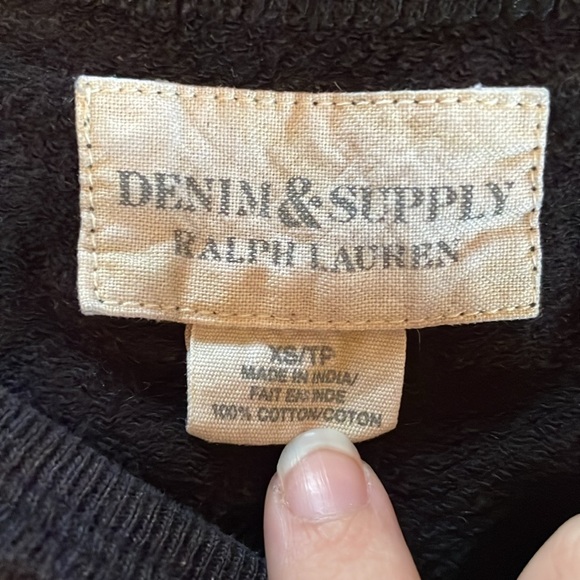 DENIM & SUPPLY
RALPH LAUREN
XS/TP
MADE IN INDIA/
FAIT EN INDE
100% COTTON/COTON